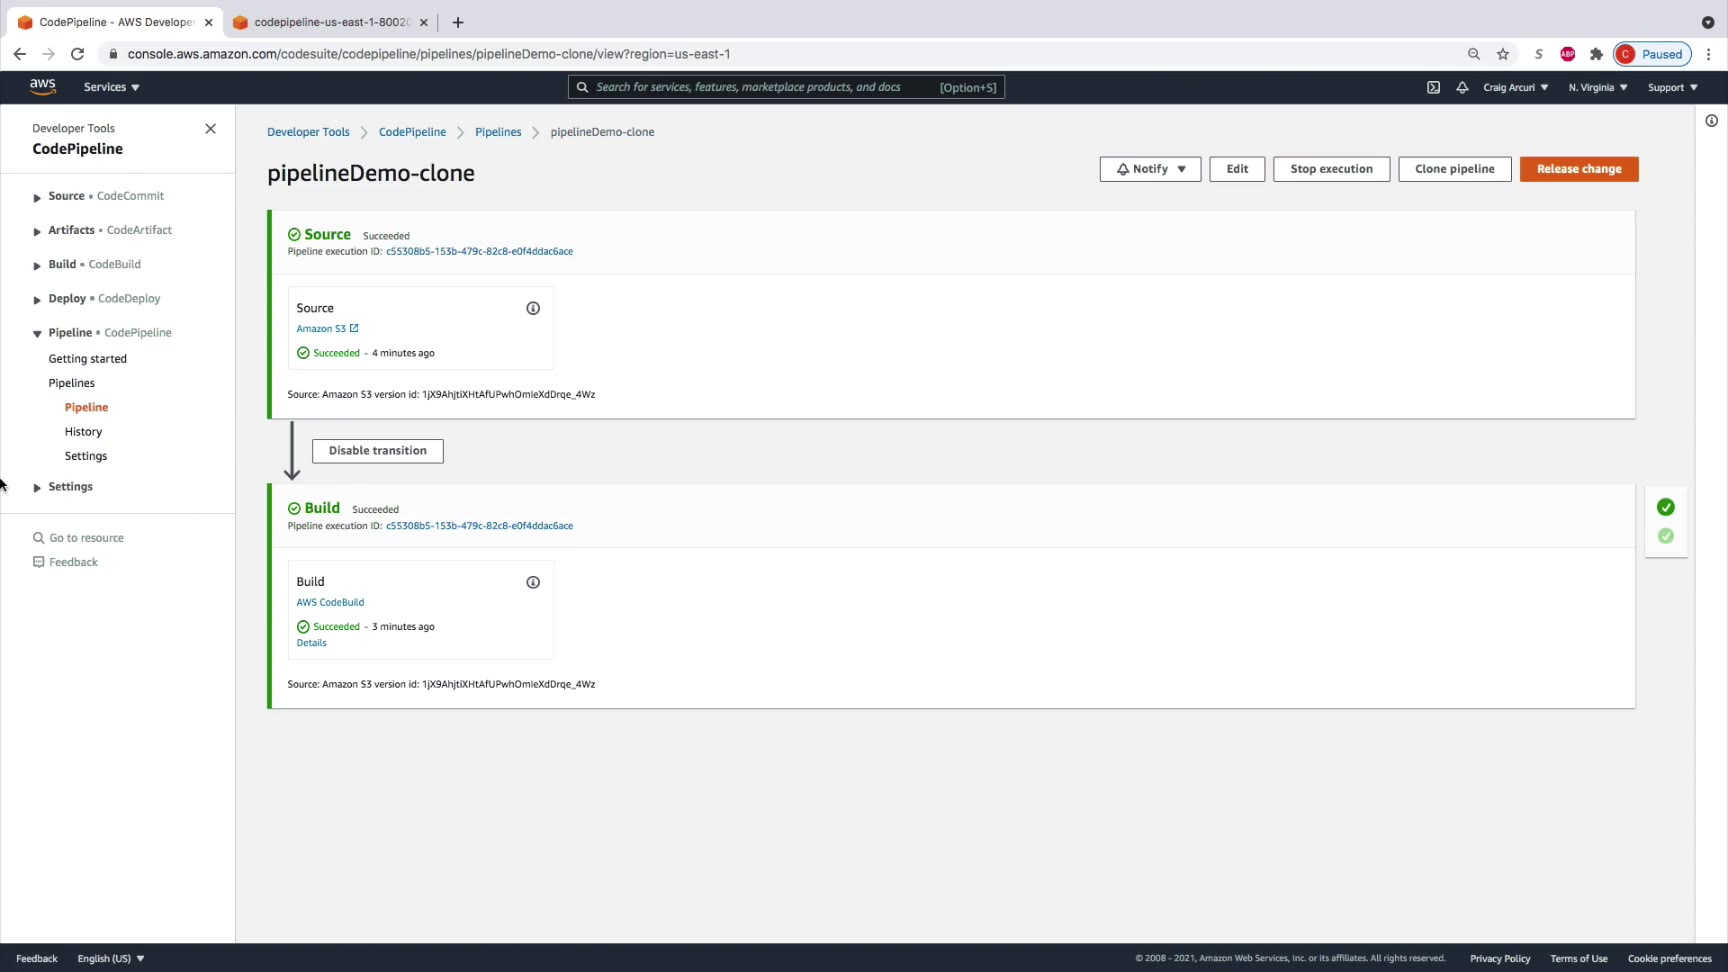 CodePipeline - AWS Develope
codepipeline-us-east-1-8002
console.aws.amazon.com/codesuite/codepipeline/pipelines/pipelineDemo-clone/view?region=us-east-1
S
ABP
C Paused
aws
Services
Search for services, features, marketplace products, and docs [Option+S]
Craig Arcuri
N. Virginia
Support
Developer Tools
CodePipeline
Source • CodeCommit
Artifacts • CodeArtifact
Build • CodeBuild
Deploy • CodeDeploy
Pipeline • CodePipeline
Getting started
Pipelines
Pipeline
History
Settings
Settings
Go to resource
Feedback
Developer Tools > CodePipeline > Pipelines > pipelineDemo-clone
pipelineDemo-clone
Notify
Edit
Stop execution
Clone pipeline
Release change
Source Succeeded
Pipeline execution ID: c55308b5-153b-479c-82c8-e0f4ddac6ace
Source
Amazon S3
Succeeded - 4 minutes ago
Source: Amazon S3 version id: 1jX9AhjtiXHtAfUPwhOmIeXdDrqe_4Wz
Disable transition
Build Succeeded
Pipeline execution ID: c55308b5-153b-479c-82c8-e0f4ddac6ace
Build
AWS CodeBuild
Succeeded - 3 minutes ago
Details
Source: Amazon S3 version id: 1jX9AhjtiXHtAfUPwhOmIeXdDrqe_4Wz
Feedback
English (US)
© 2008 - 2021, Amazon Web Services, Inc. or its affiliates. All rights reserved.
Privacy Policy
Terms of Use
Cookie preferences